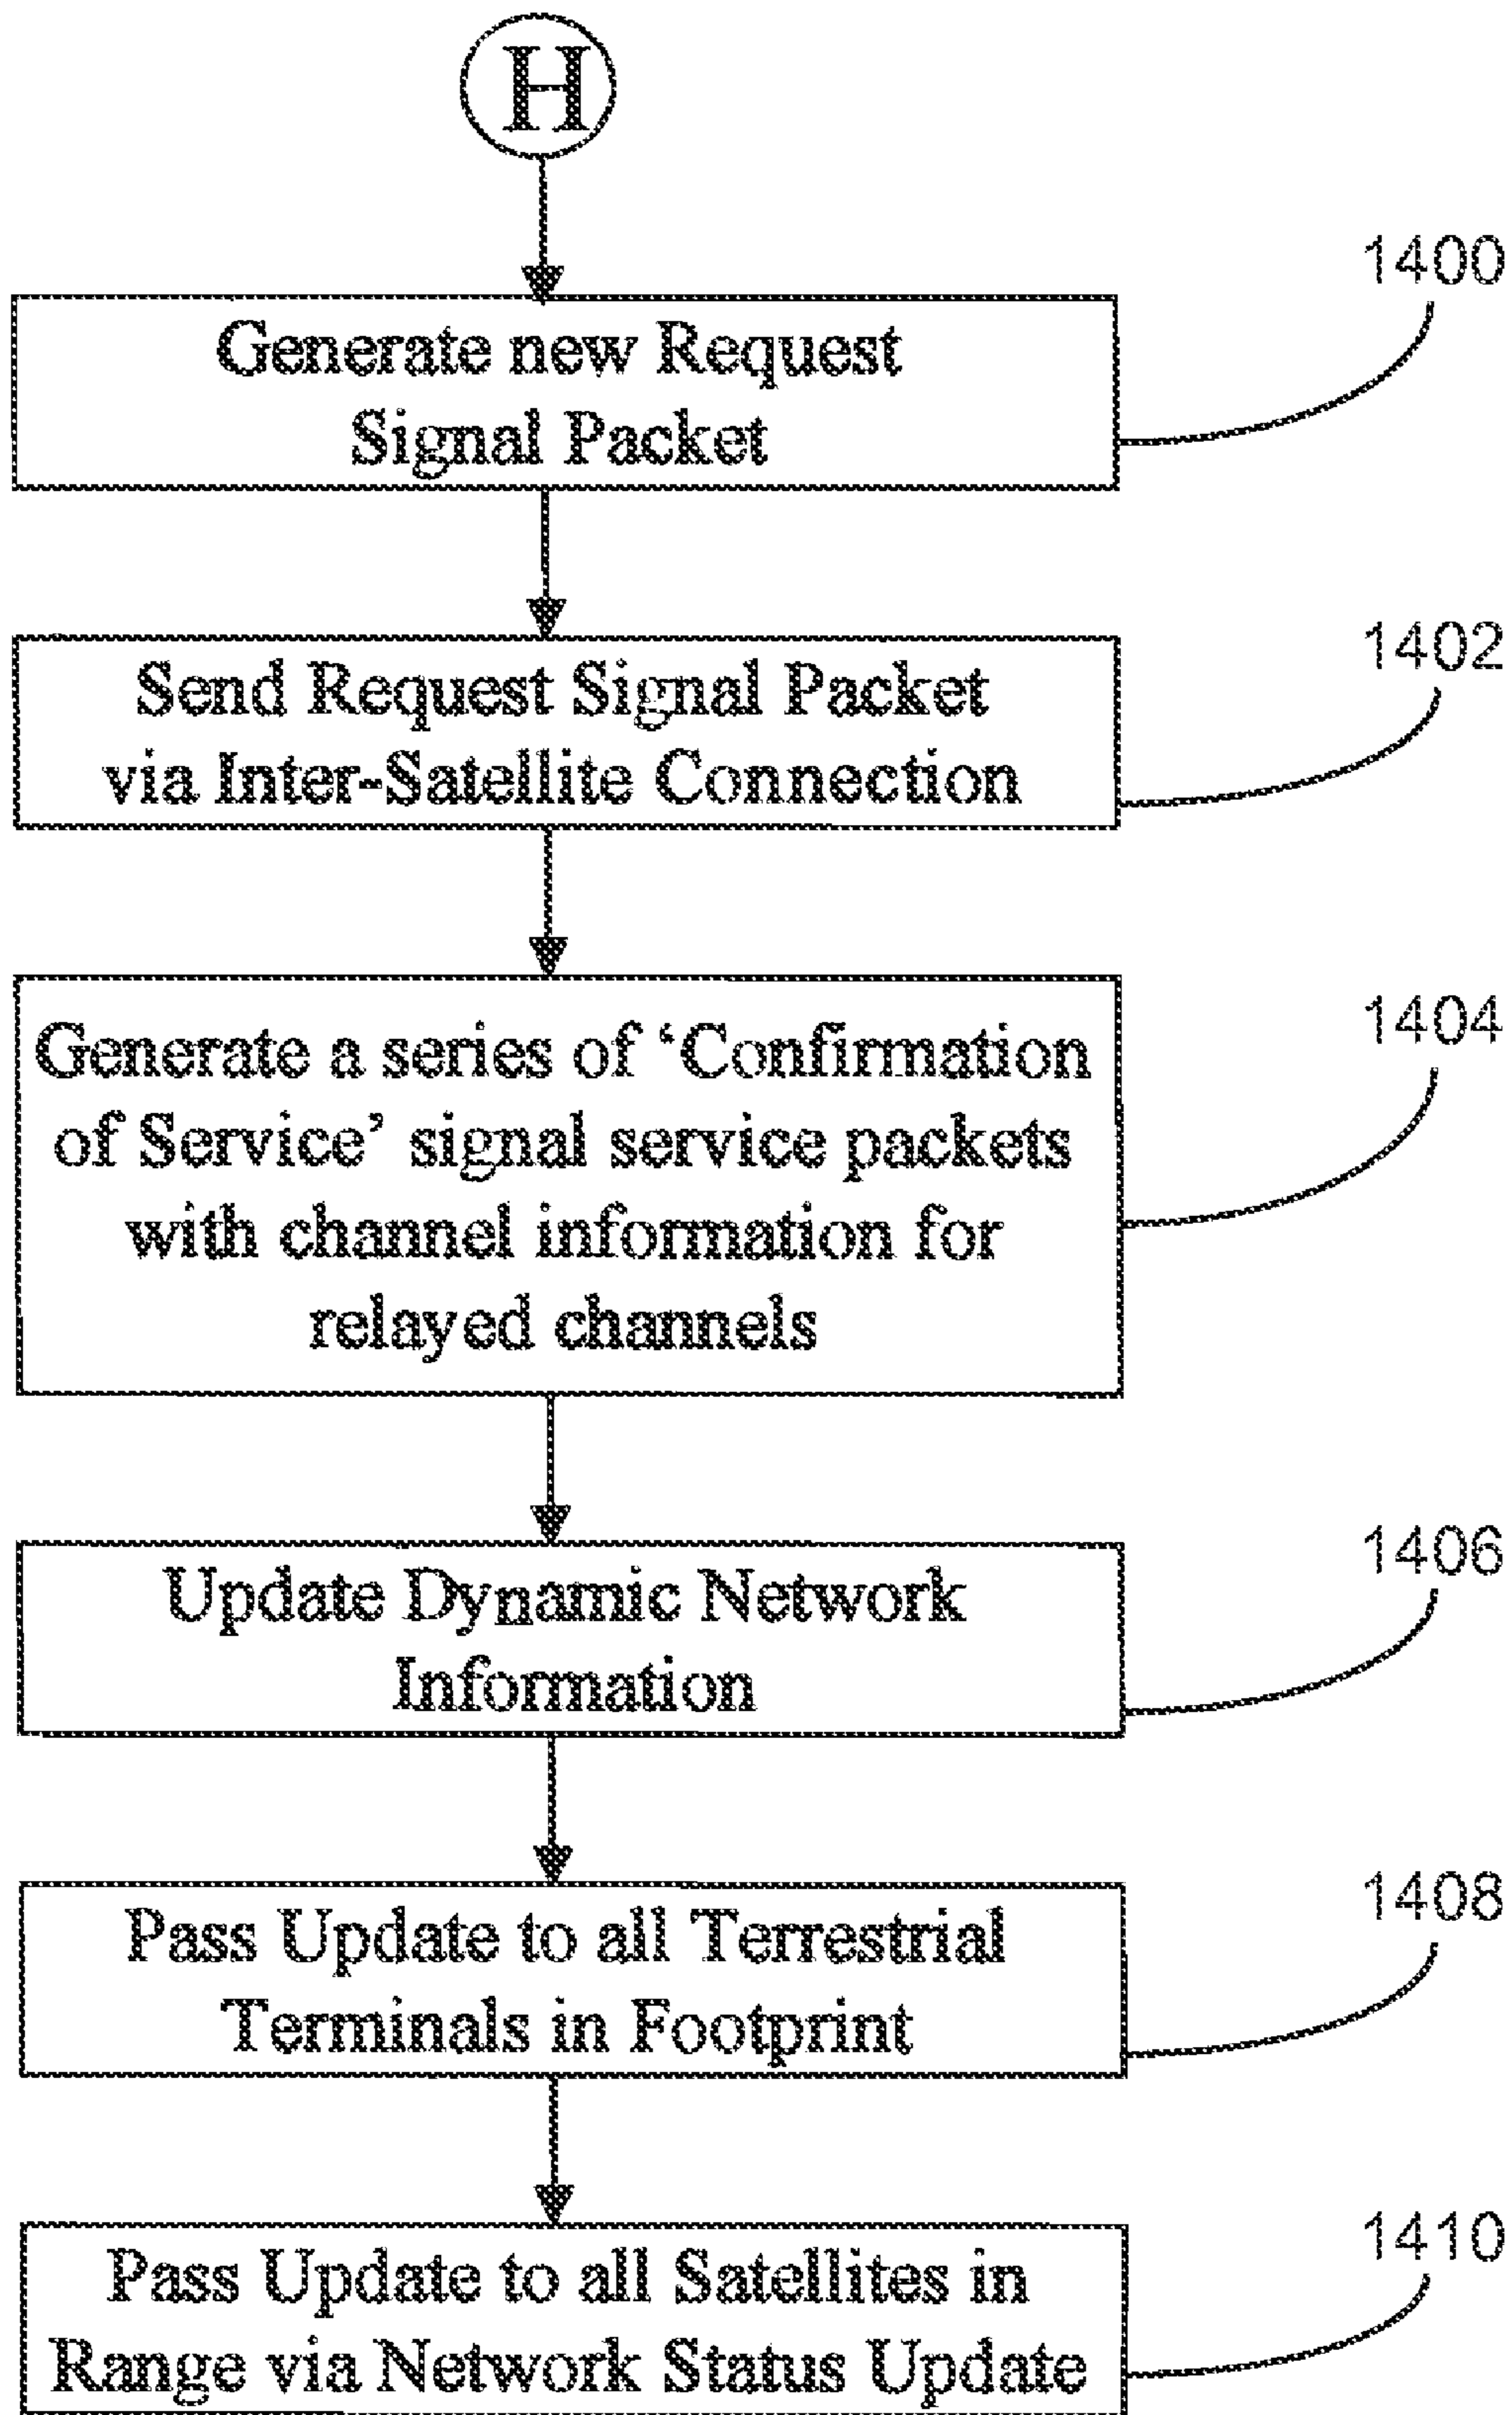 H
1400
Generate new Request
Signal Packet
1402
Send Request Signal Packet
via Inter-Satellite Connection
1404
Generate a series of ‘Confirmation
of Service’ signal service packets
with channel information for
relayed channels
1406
Update Dynamic Network
Information
1408
Pass Update to all Terrestrial
Terminals in Footprint
1410
Pass Update to all Satellites in
Range via Network Status Update